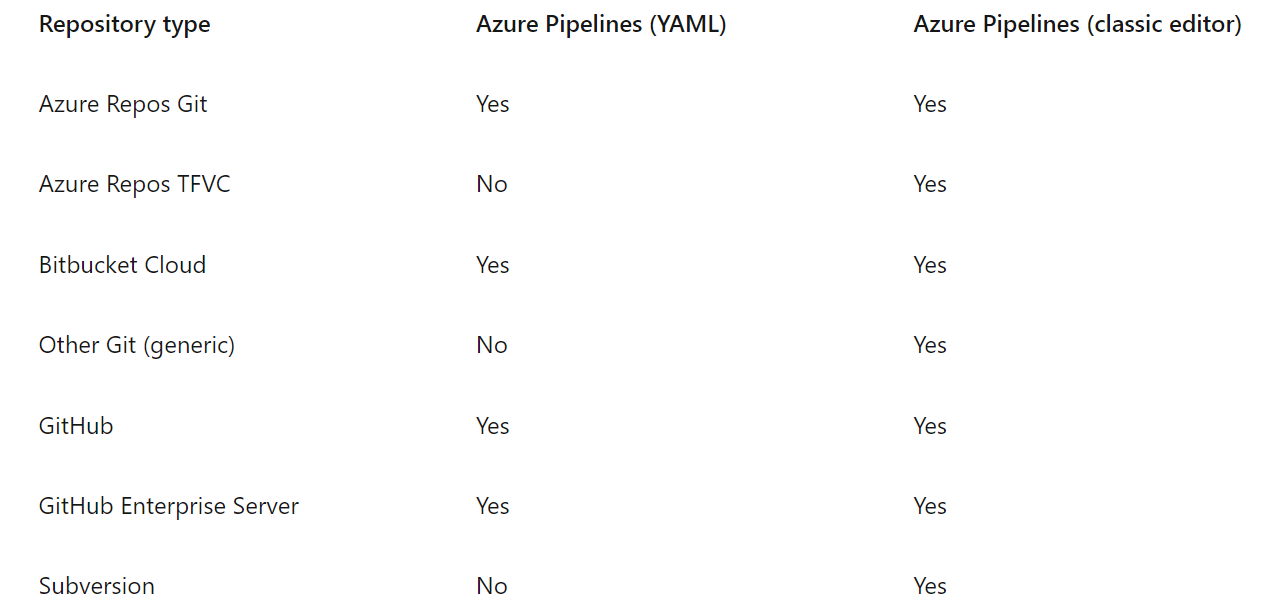 Repository type Azure Pipelines (YAML) Azure Pipelines (classic editor)
Azure Repos Git Yes Yes
Azure Repos TFVC No Yes
Bitbucket Cloud Yes Yes
Other Git (generic) No Yes
GitHub Yes Yes
GitHub Enterprise Server Yes Yes
Subversion No Yes